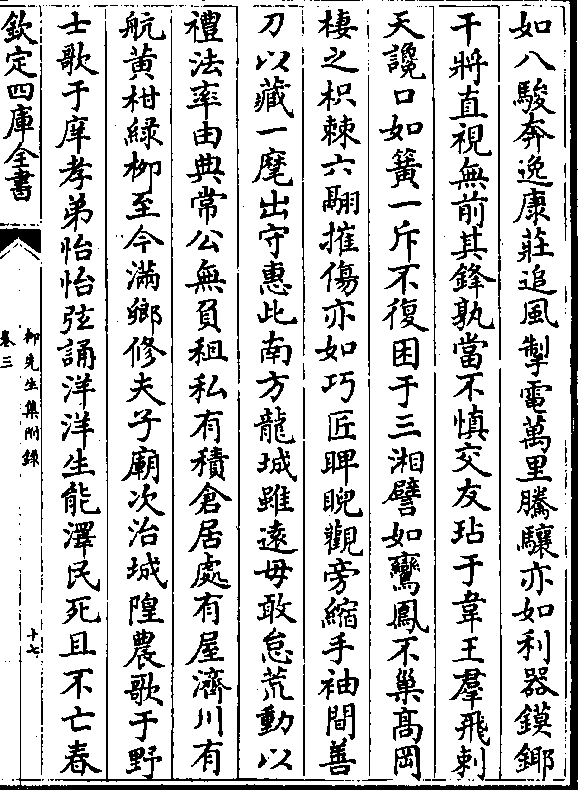 如八駿奔逸康莊追風掣電萬里騰驤亦如利器鏌鎁
干將直視無前其鋒孰當不慎交友玷于韋王羣飛刺
天讒口如簧一斥不復困于三湘譬如鸞鳳不巢髙岡
棲之枳棘六翮摧傷亦如巧匠睥睨觀旁縮手袖間善
刀以藏一麾出守惠此南方龍城雖遠毋敢怠荒動以
禮法率由典常公無負租私有積倉居處有屋濟川有
航黄柑綠柳至今滿鄉修夫子廟次治城隍農歌于野
士歌于庠孝弟怡怡弦誦洋洋生能澤民死且不亡春
欽定四庫全書
柳先生集附錄
卷三
十七